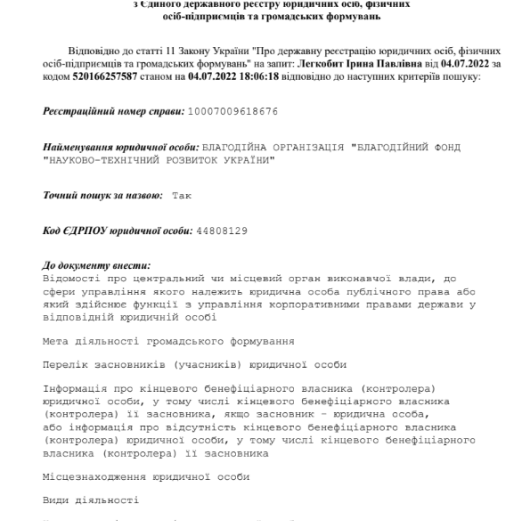 з Єдиного державного реєстру юридичних осіб, фізичних
осіб-підприємців та громадських формувань
Відповідно до статті 11 Закону України "Про державну реєстрацію юридичних осіб, фізичних
осіб-підприємців та громадських формувань" на запит: Легкобит Ірина Павлівна від 04.07.2022 за
кодом 520166257587 станом на 04.07.2022 18:06:18 відповідно до наступних критеріїв пошуку:
Реєстраційний номер справи: 10007009618676
Найменування юридичної особи: БЛАГОДІЙНА ОРГАНІЗАЦІЯ "БЛАГОДІЙНИЙ ФОНД
"НАУКОВО-ТЕХНІЧНИЙ РОЗВИТОК УКРАЇНИ"
Точний пошук за назвою: Так
Код ЄДРПОУ юридичної особи: 44808129
До документу внести:
Відомості про центральний чи місцевий орган виконавчої влади, до
сфери управління якого належить юридична особа публічного права або
який здійснює функції з управління корпоративними правами держави у
відповідній юридичній особі
Мета діяльності громадського формування
Перелік засновників (учасників) юридичної особи
Інформація про кінцевого бенефіціарного власника (контролера)
юридичної особи, у тому числі кінцевого бенефіціарного власника
(контролера) її засновника, якщо засновник – юридична особа,
або інформація про відсутність кінцевого бенефіціарного власника
(контролера) юридичної особи, у тому числі кінцевого бенефіціарного
власника (контролера) її засновника
Місцезнаходження юридичної особи
Види діяльності